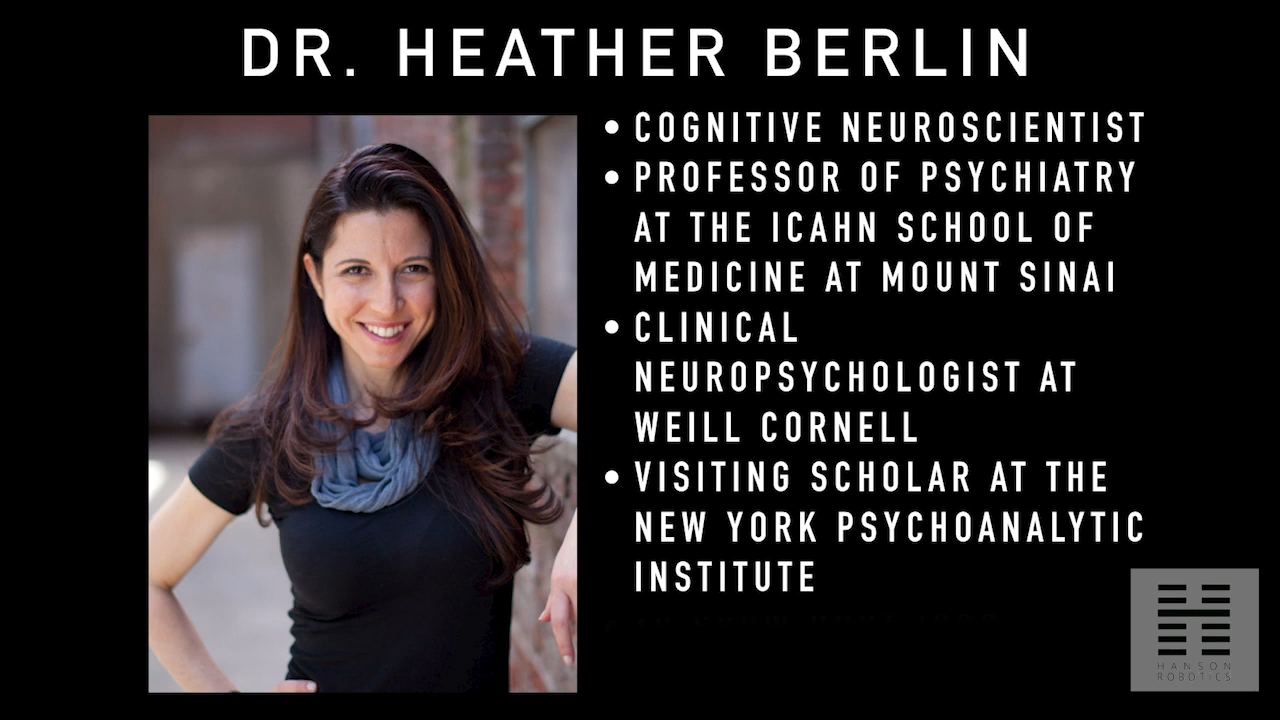 DR. HEATHER BERLIN
• COGNITIVE NEUROSCIENTIST
• PROFESSOR OF PSYCHIATRY
AT THE ICAHN SCHOOL OF
MEDICINE AT MOUNT SINAI
• CLINICAL
NEUROPSYCHOLOGIST AT
WEILL CORNELL
• VISITING SCHOLAR AT THE
NEW YORK PSYCHOANALYTIC
INSTITUTE
HANSON
ROBOTICS